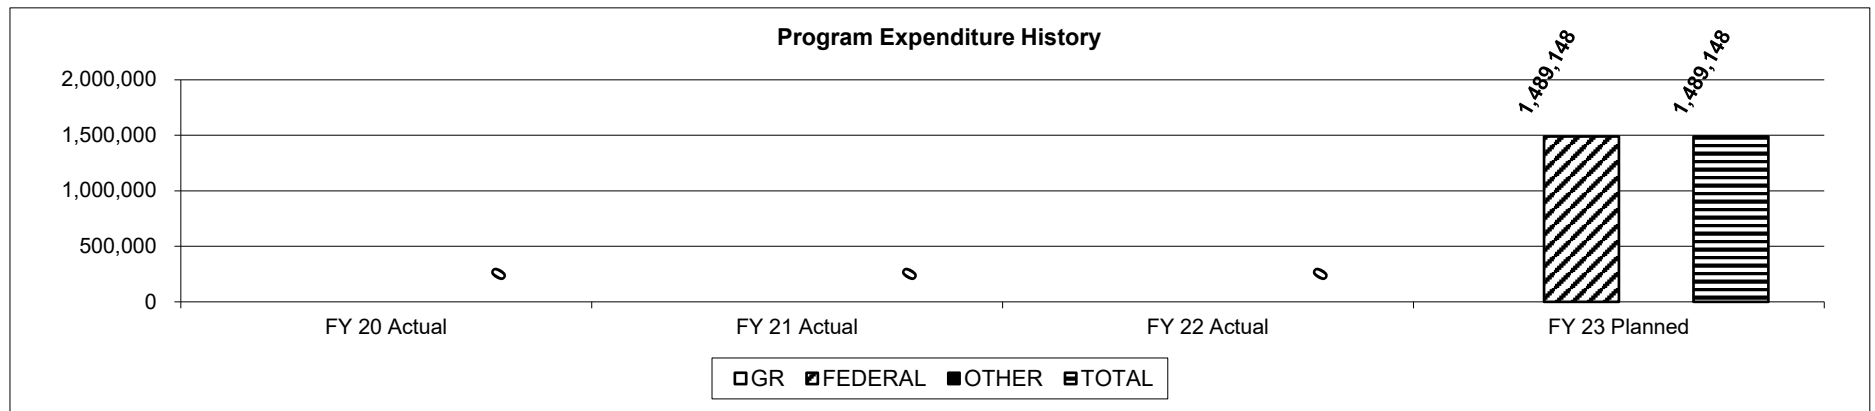 Program Expenditure History
1,489,148 1,489,148
2,000,000
1,500,000
1,000,000
500,000
0 0 0
0
FY 20 Actual FY 21 Actual FY 22 Actual FY 23 Planned
GR FEDERAL OTHER TOTAL